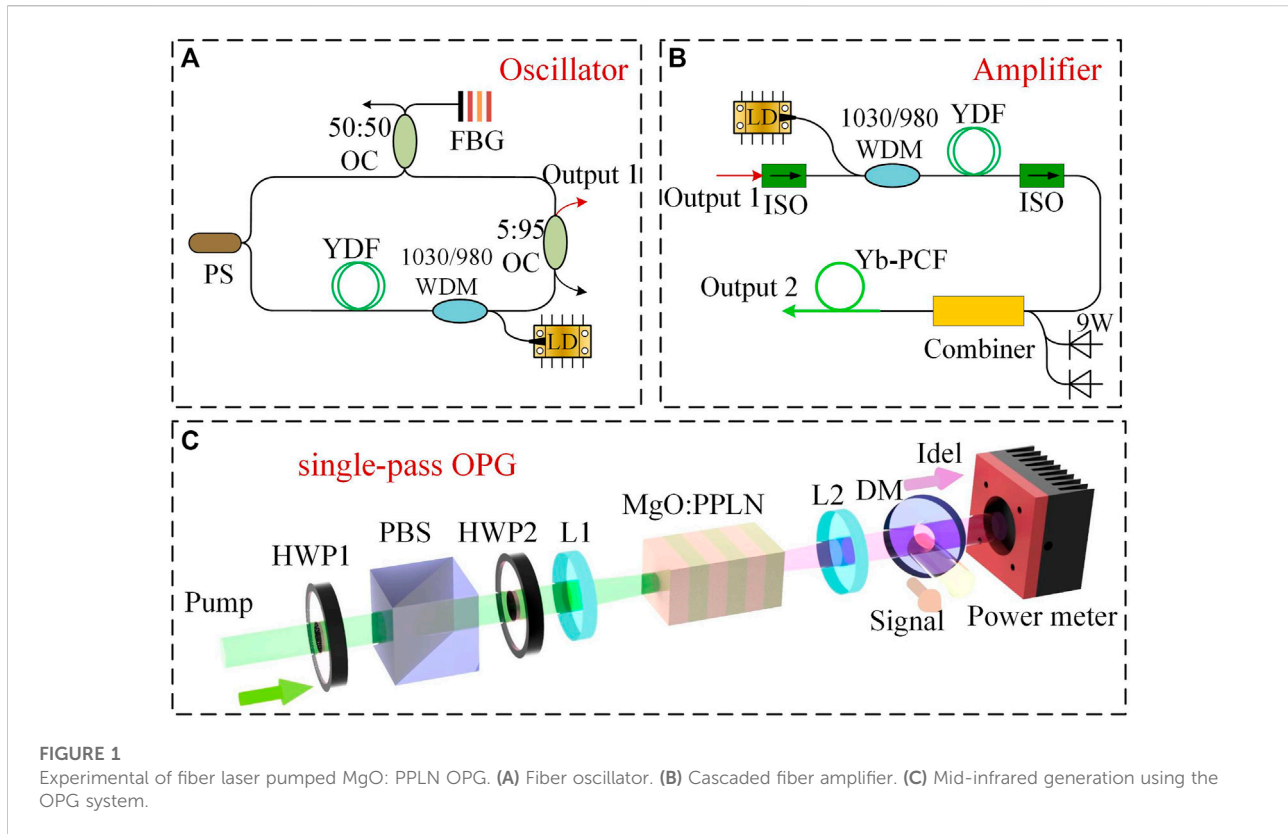 A
Oscillator
50:50
OC
FBG
Output 1
5:95
OC
PS
YDF
1030/980
WDM
LD
B
Amplifier
LD
1030/980
WDM
YDF
Output 1
ISO
ISO
Yb-PCF
Output 2
Combiner
9W
C
single-pass OPG
Pump
HWP1
PBS
HWP2
L1
MgO:PPLN
L2
DM
Idel
Signal
Power meter
FIGURE 1
Experimental of fiber laser pumped MgO: PPLN OPG. (A) Fiber oscillator. (B) Cascaded fiber amplifier. (C) Mid-infrared generation using the
OPG system.